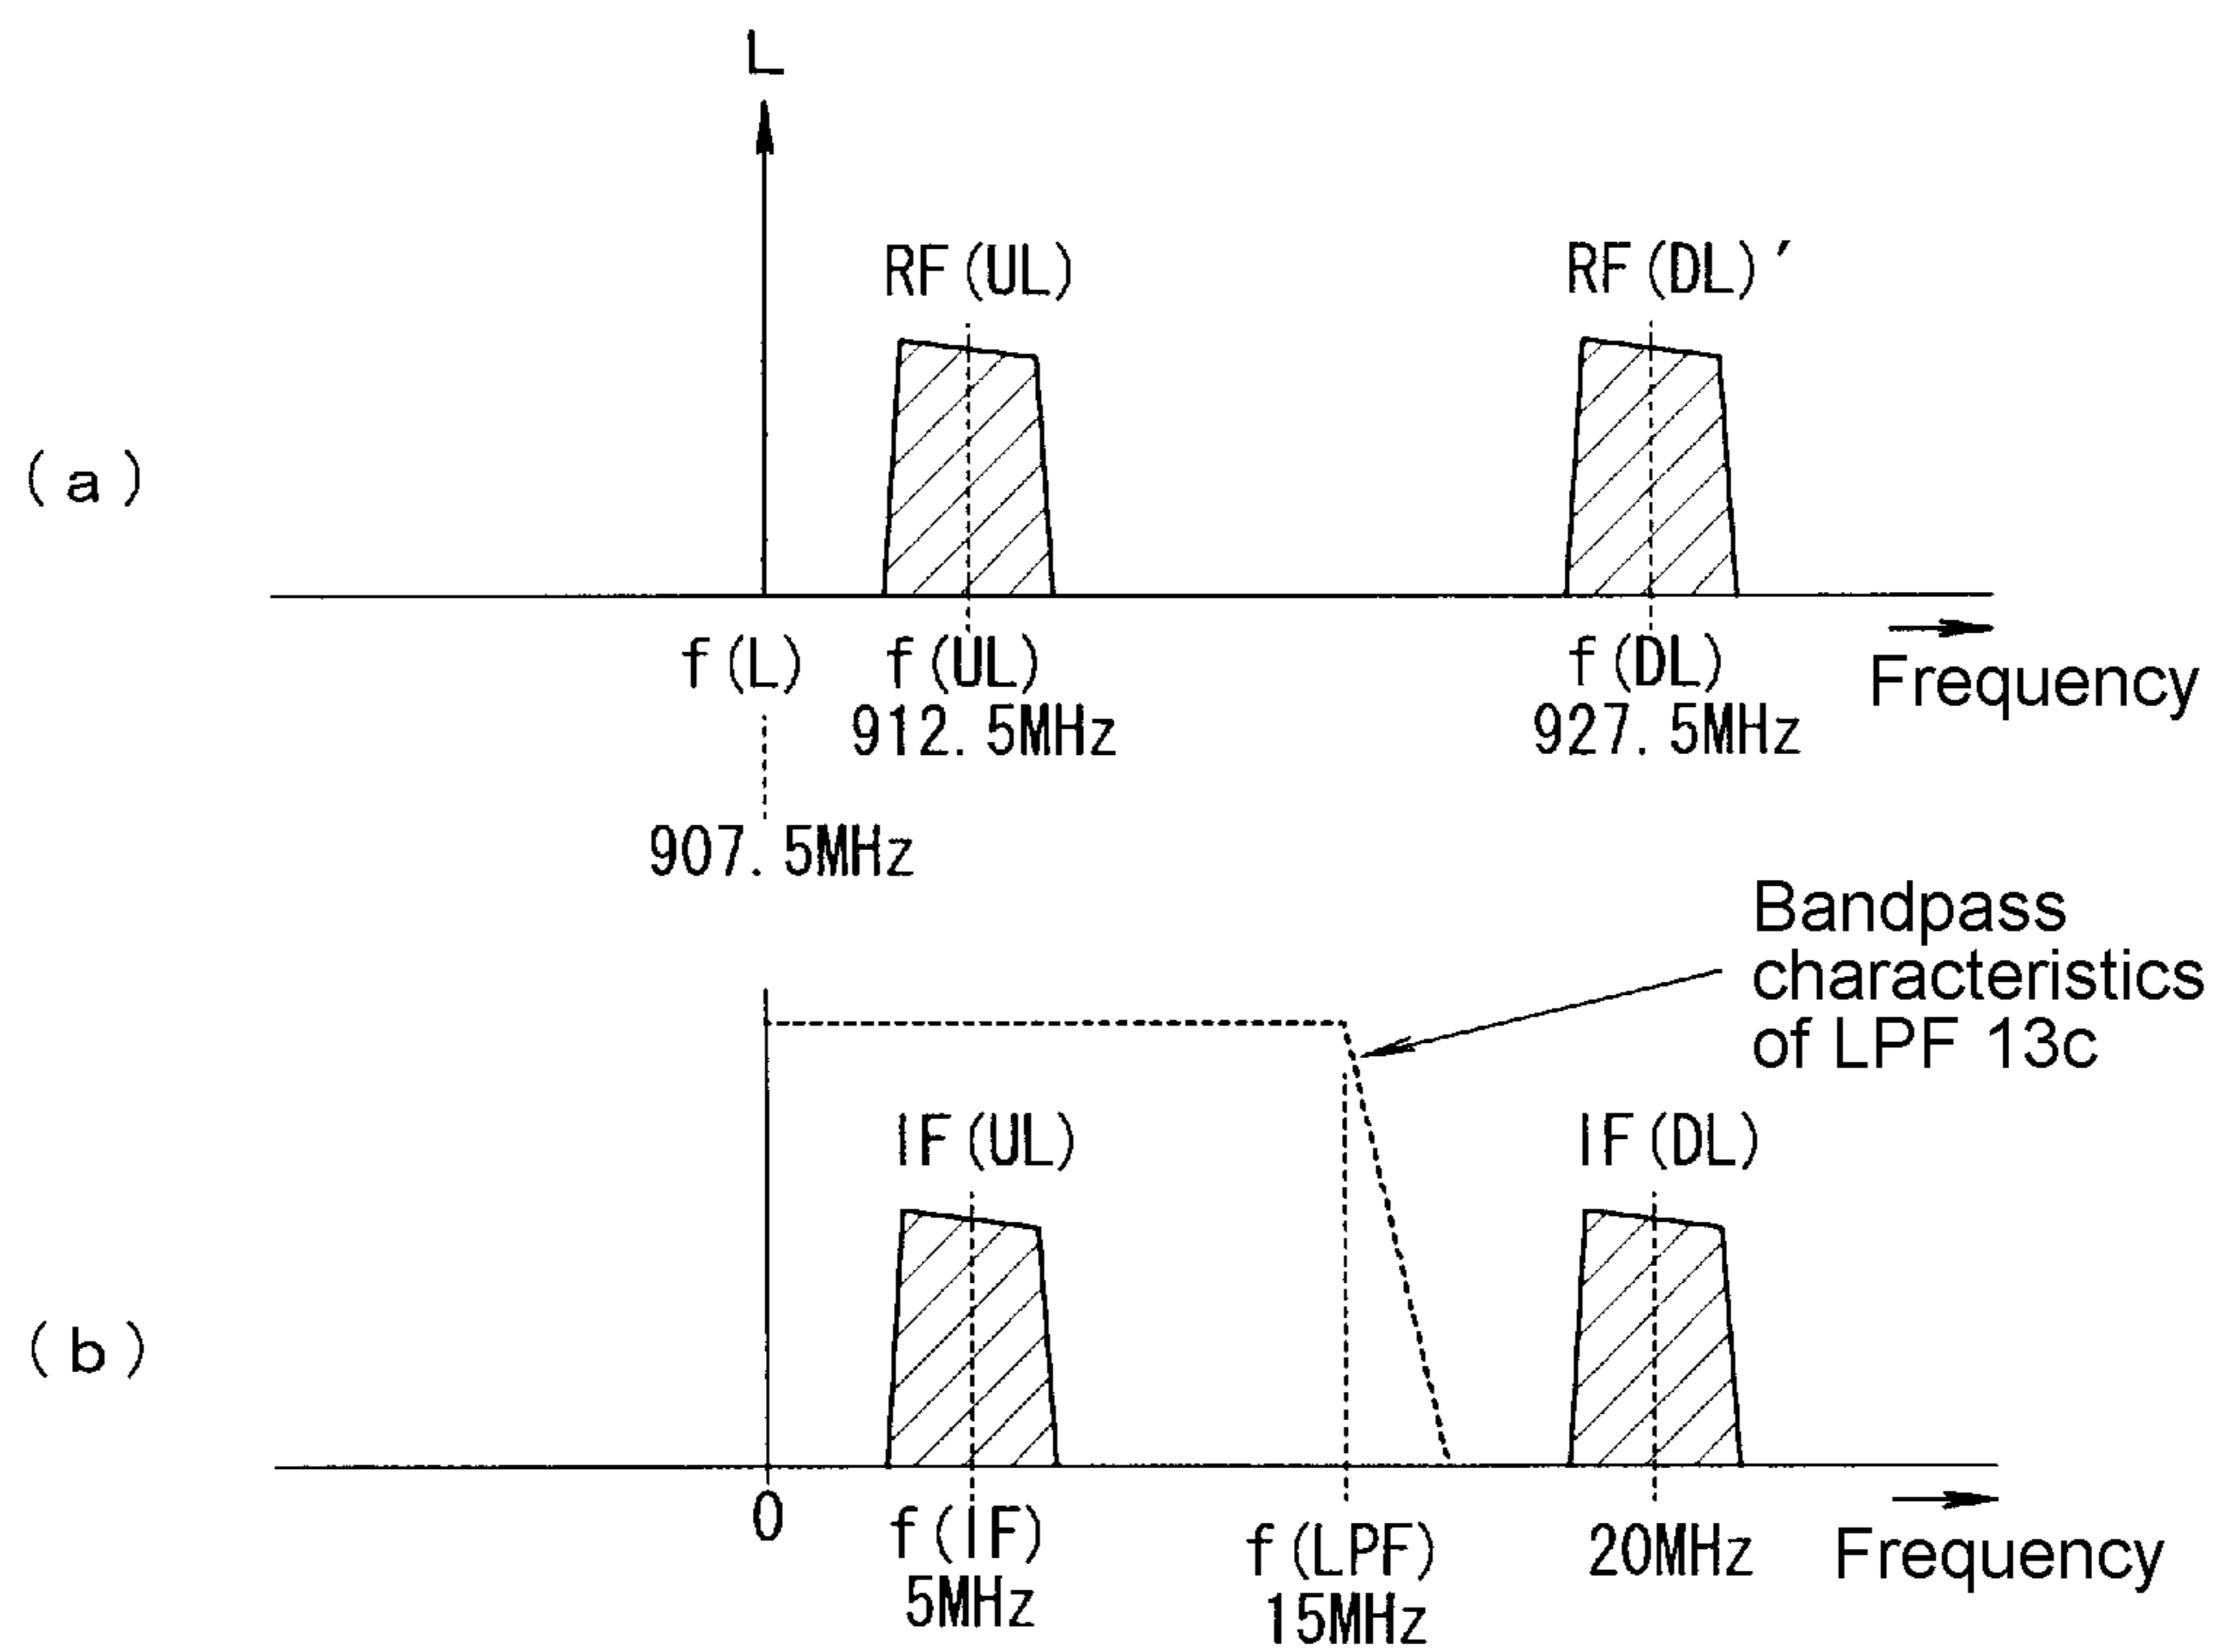 L
RF(UL)
RF(DL)'
(a)
f(L)
f(UL)
f(DL)
Frequency
912.5MHz
927.5MHz
907.5MHz
Bandpass
characteristics
of LPF 13c
IF(UL)
IF(DL)
(b)
0
f(IF)
f(LPF)
20MHz
Frequency
5MHz
15MHz